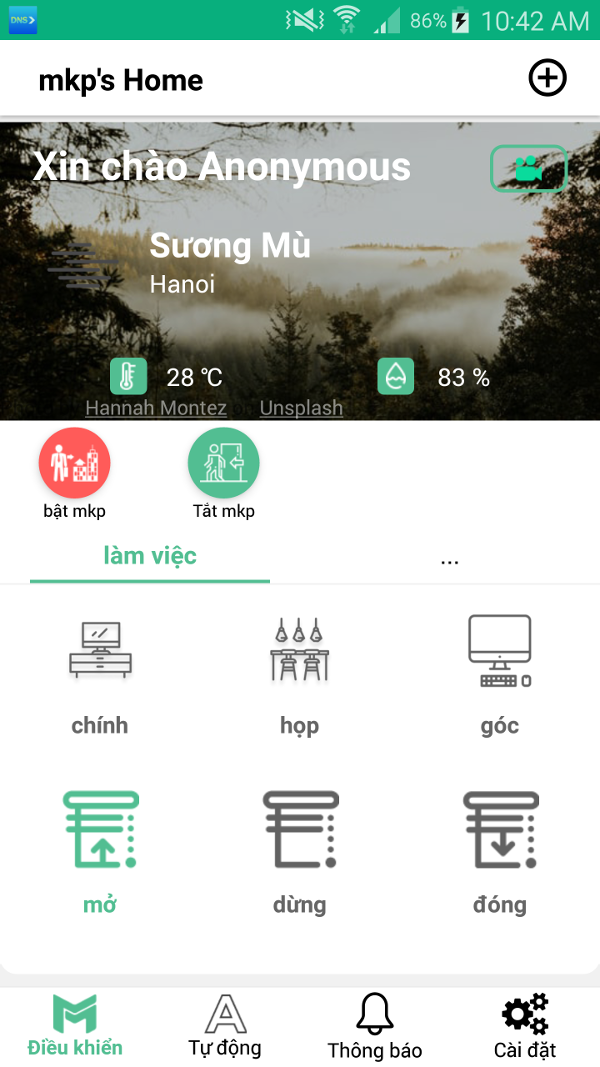 DNS
86%
10:42 AM
mkp's Home
Xin chào Anonymous
Sương Mù
Hanoi
28 °C
83 %
Hannah Montez
Unsplash
bật mkp
Tắt mkp
làm việc
...
chính
họp
góc
mở
dừng
đóng
Điều khiển
Tự động
Thông báo
Cài đặt